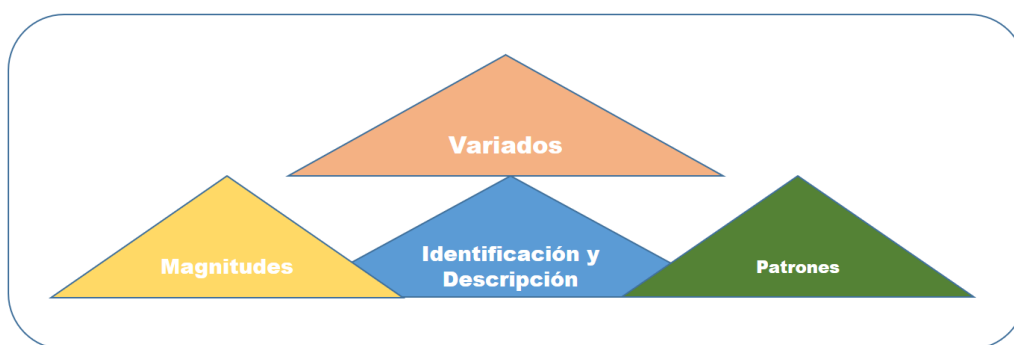 Variados
Magnitudes
Identificación y
Descripción
Patrones